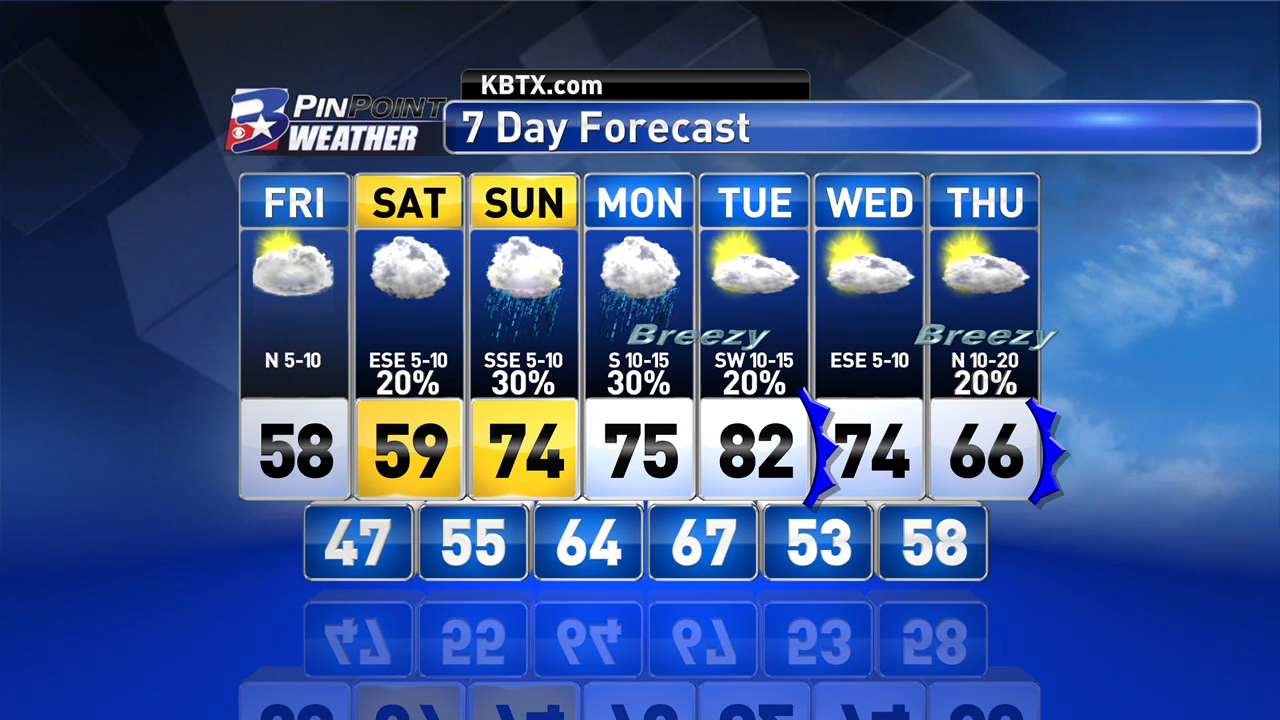 KBTX.com
PINPOINT
WEATHER
7 Day Forecast
FRI SAT SUN MON TUE WED THU
Breezy Breezy
N 5-10 ESE 5-10 SSE 5-10 S 10-15 SW 10-15 ESE 5-10 N 10-20
20% 30% 30% 20% 20%
58 59 74 75 82 74 66
47 55 64 67 53 58